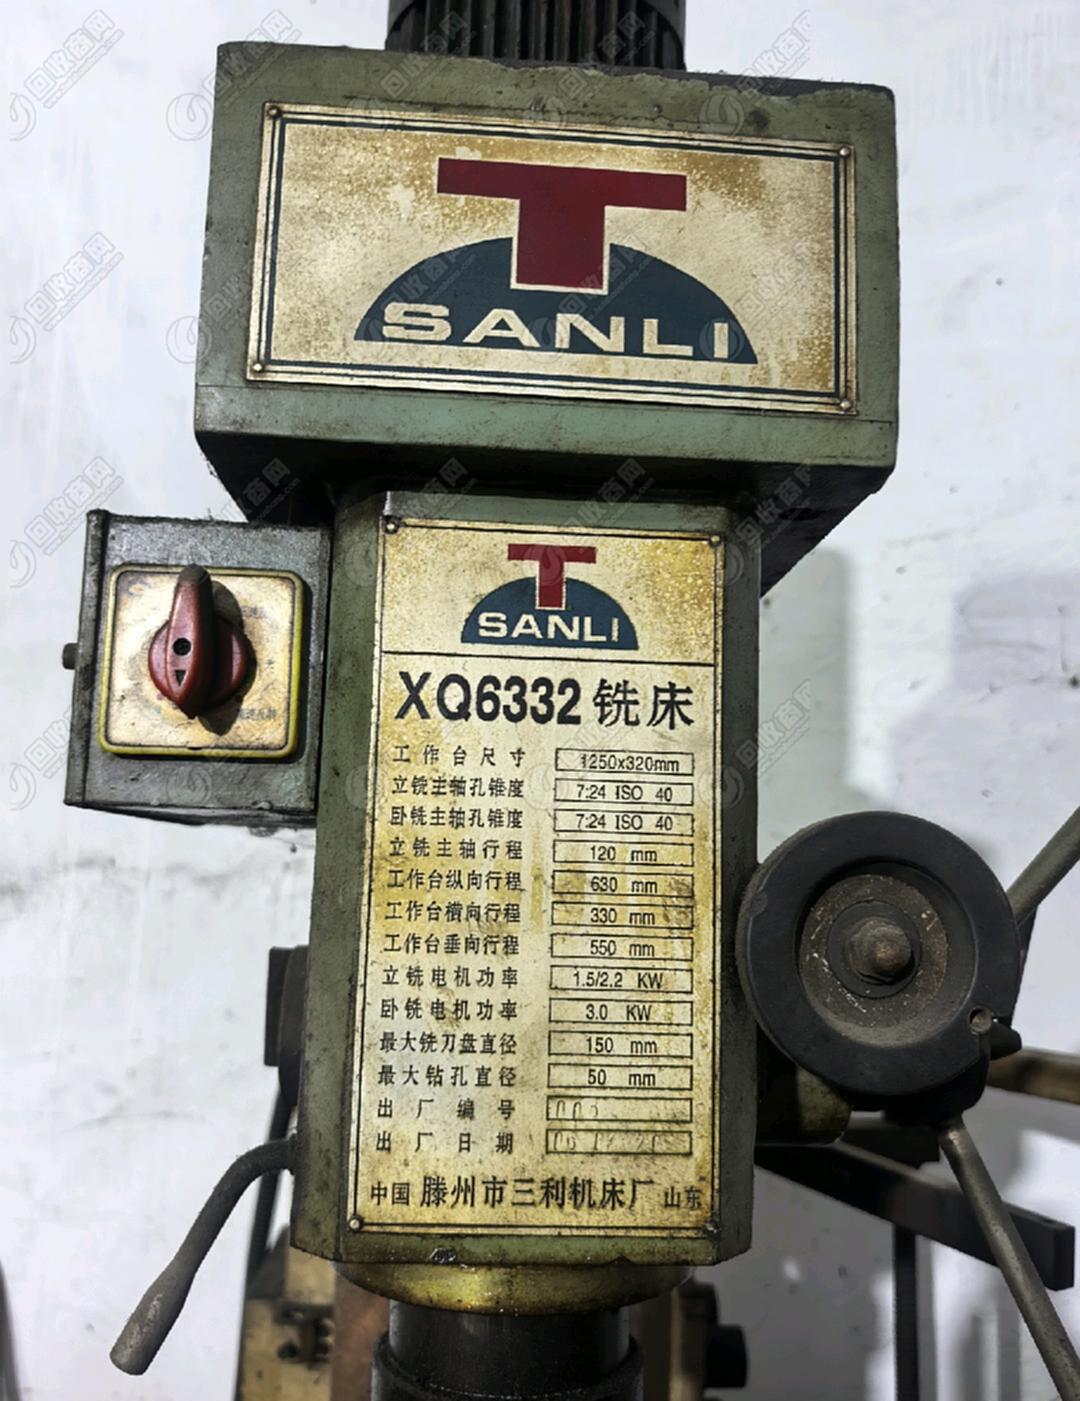 T
SANLI
T
SANLI
XQ6332 铣床
工作台尺寸 1250x320mm
立铣主轴孔锥度 7:24 ISO 40
卧铣主轴孔锥度 7:24 ISO 40
立铣主轴行程 120 mm
工作台纵向行程 630 mm
工作台横向行程 330 mm
工作台垂向行程 550 mm
立铣电机功率 1.5/2.2 KW
卧铣电机功率 3.0 KW
最大铣刀盘直径 150 mm
最大钻孔直径 50 mm
出厂编号
出厂日期
中国 滕州市三利机床厂 山东
回收商网